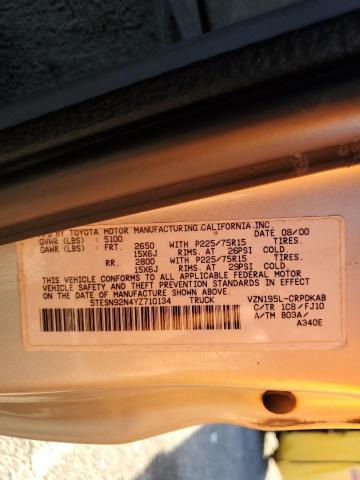 MFD BY TOYOTA MOTOR MANUFACTURING, CALIFORNIA, INC. DATE 08/00
GVWR (LBS) : 5100
GAWR (LBS) : FRT. 2650 WITH P225/75R15 TIRES.
15X6J RIMS AT 26PSI COLD.
RR. 2800 WITH P225/75R15 TIRES.
15X6J RIMS AT 29PSI COLD.
THIS VEHICLE CONFORMS TO ALL APPLICABLE FEDERAL MOTOR VEHICLE
SAFETY AND THEFT PREVENTION STANDARDS IN EFFECT ON THE
DATE OF MANUFACTURE SHOWN ABOVE.
5TESN92N4YZ710134 TRUCK
VZN195L-CRPDKAB
C/TR 1C8 /FJ10
A/TM B03A/
A340E